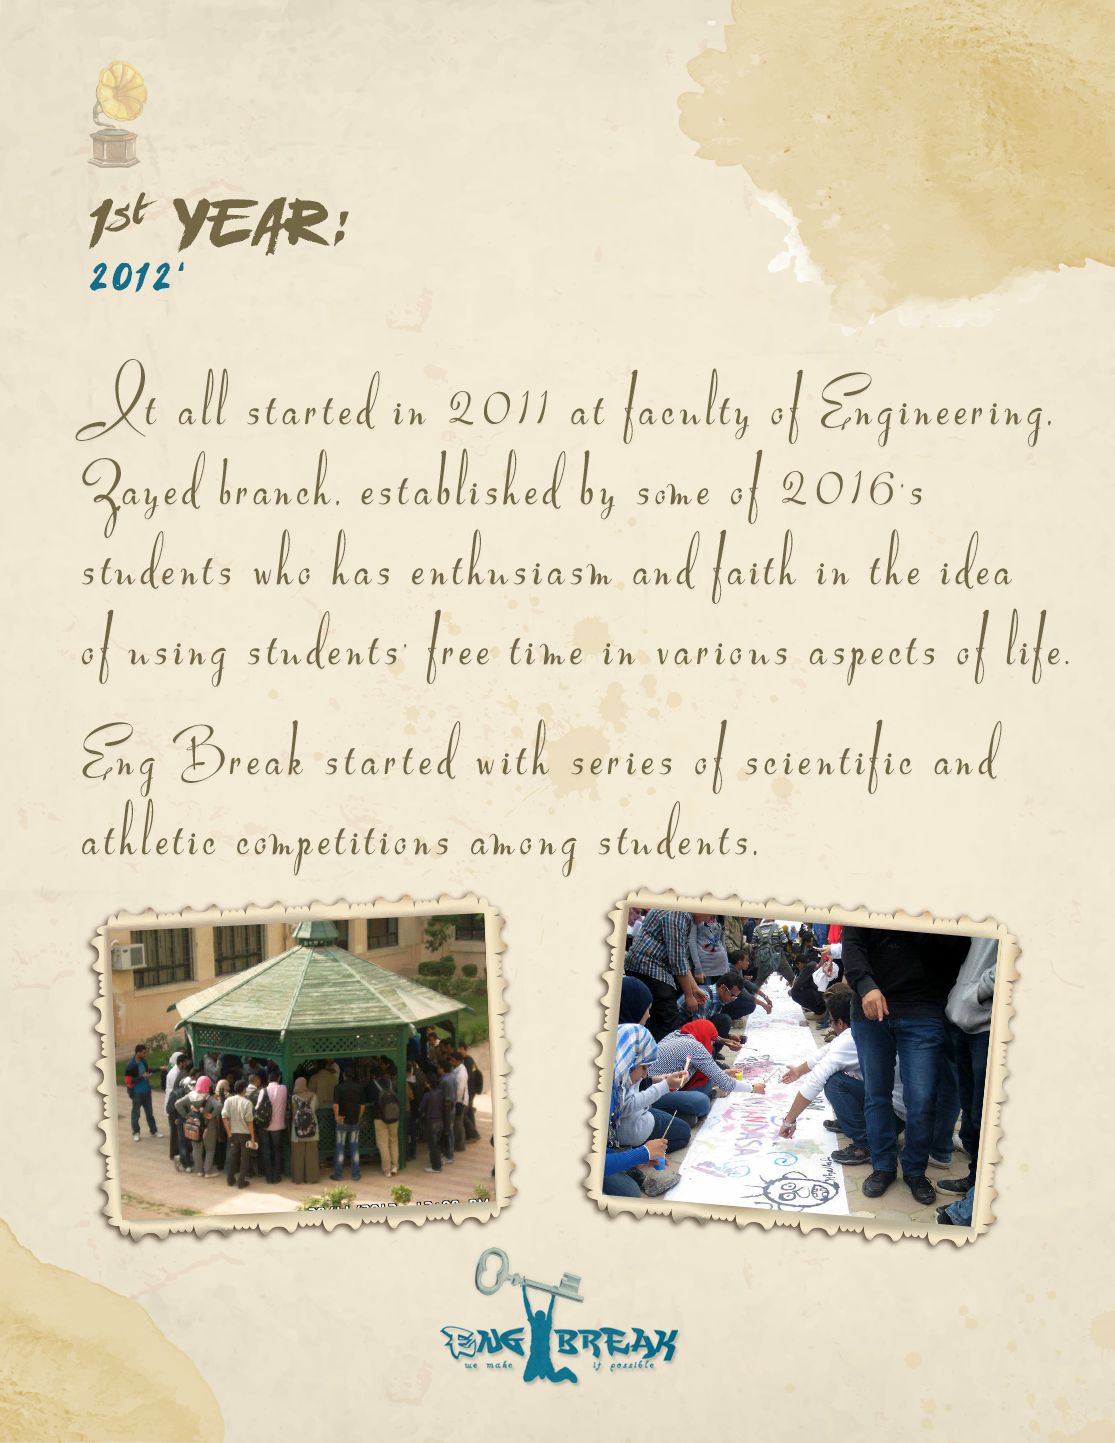 1st YEAR:
2012'
It all started in 2011 at faculty of Engineering,
Zayed branch, established by some of 2016's
students who has enthusiasm and faith in the idea
of using students' free time in various aspects of life.
Eng Break started with series of scientific and
athletic competitions among students.
HANDASA
ENG BREAK
we make it possible